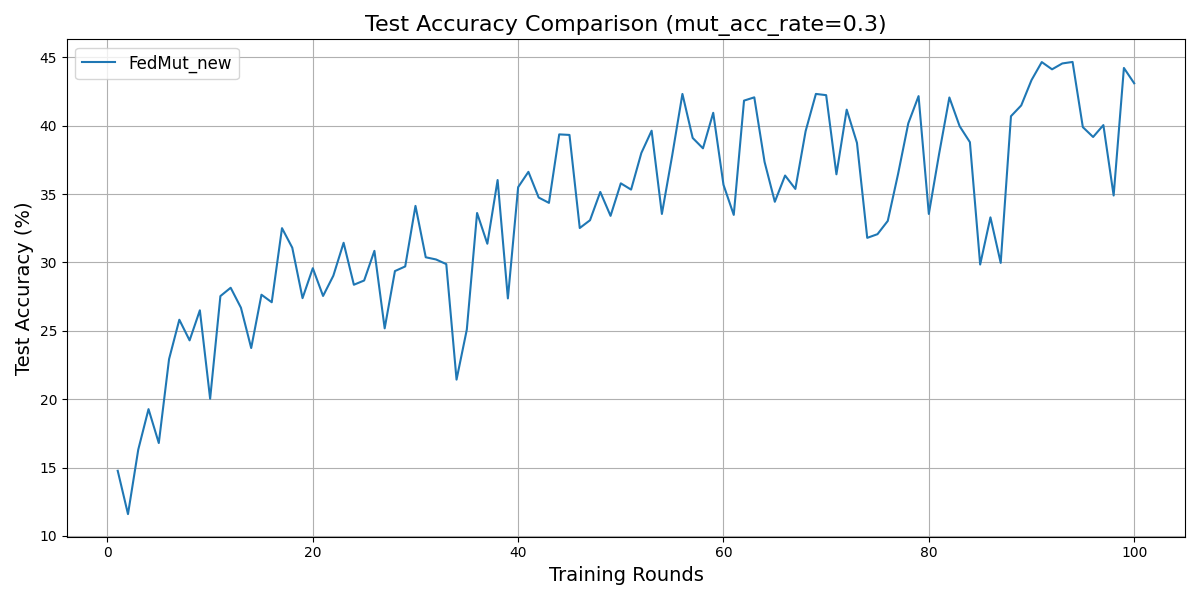 Test Accuracy Comparison (mut_acc_rate=0.3)
FedMut_new
Test Accuracy (%)
45
40
35
30
25
20
15
10
0 20 40 60 80 100
Training Rounds